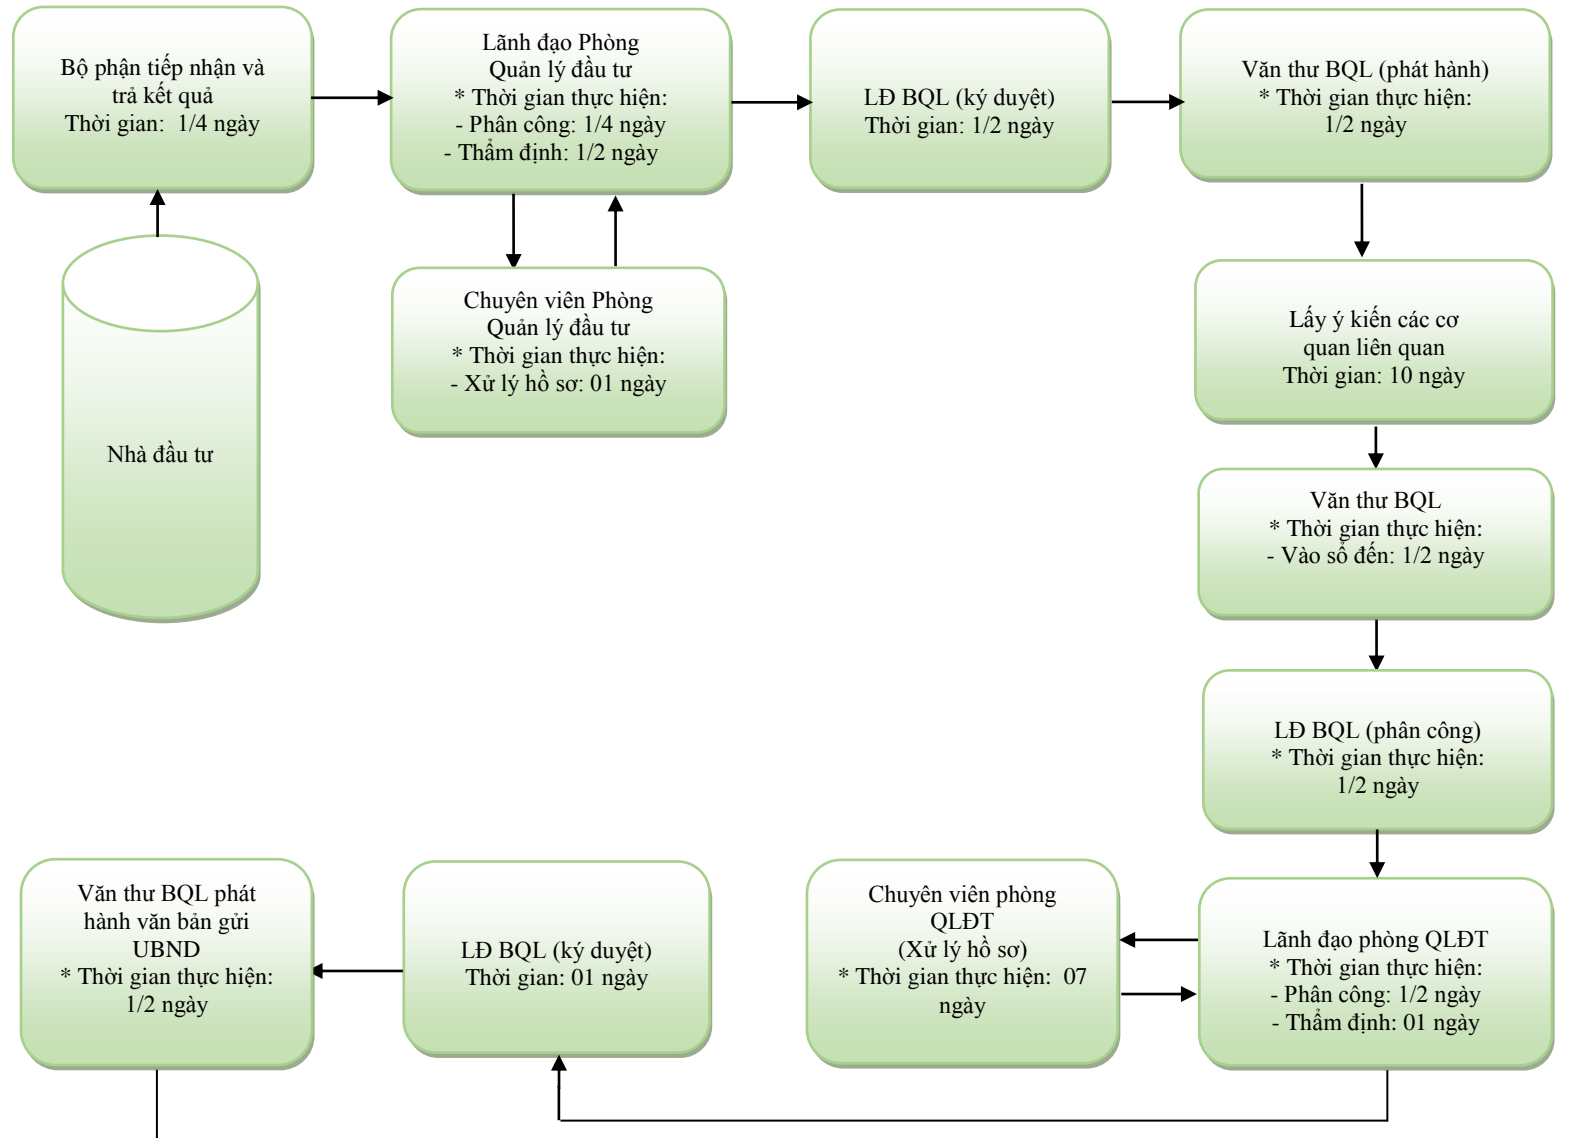 Bộ phận tiếp nhận và
trả kết quả
Thời gian: 1/4 ngày
Lãnh đạo Phòng
Quản lý đầu tư
* Thời gian thực hiện:
- Phân công: 1/4 ngày
- Thẩm định: 1/2 ngày
LĐ BQL (ký duyệt)
Thời gian: 1/2 ngày
Văn thư BQL (phát hành)
* Thời gian thực hiện:
1/2 ngày
Nhà đầu tư
Chuyên viên Phòng
Quản lý đầu tư
* Thời gian thực hiện:
- Xử lý hồ sơ: 01 ngày
Lấy ý kiến các cơ
quan liên quan
Thời gian: 10 ngày
Văn thư BQL
* Thời gian thực hiện:
- Vào sổ đến: 1/2 ngày
LĐ BQL (phân công)
* Thời gian thực hiện:
1/2 ngày
Lãnh đạo phòng QLĐT
* Thời gian thực hiện:
- Phân công: 1/2 ngày
- Thẩm định: 01 ngày
Chuyên viên phòng
QLĐT
(Xử lý hồ sơ)
* Thời gian thực hiện: 07
ngày
LĐ BQL (ký duyệt)
Thời gian: 01 ngày
Văn thư BQL phát
hành văn bản gửi
UBND
* Thời gian thực hiện:
1/2 ngày